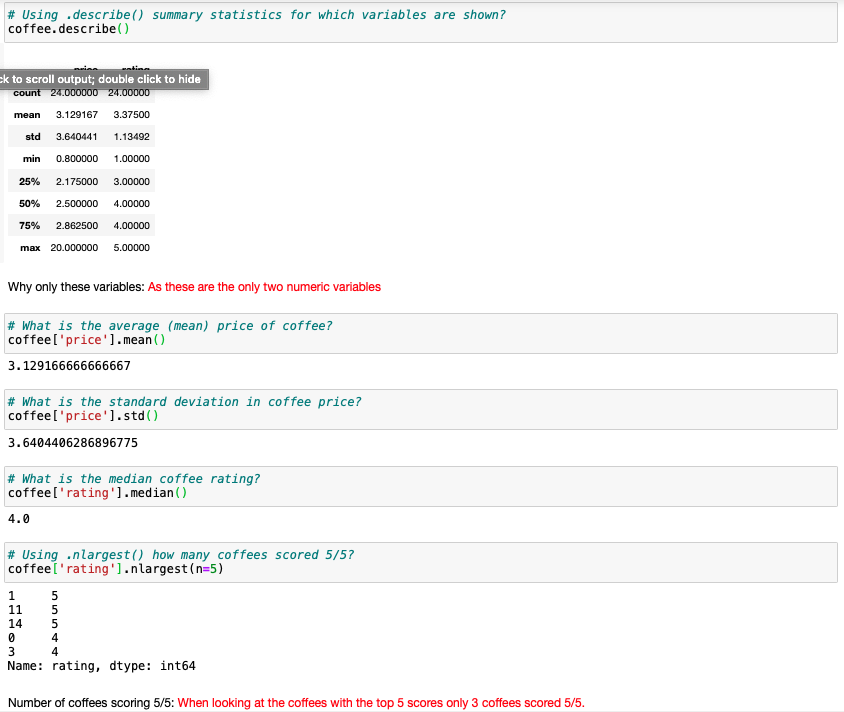 # Using .describe() summary statistics for which variables are shown?
coffee.describe()
price rating
ck to scroll output; double click to hide
count 24.000000 24.00000
mean 3.129167 3.37500
std 3.640441 1.13492
min 0.800000 1.00000
25% 2.175000 3.00000
50% 2.500000 4.00000
75% 2.862500 4.00000
max 20.000000 5.00000
Why only these variables: As these are the only two numeric variables
# What is the average (mean) price of coffee?
coffee['price'].mean()
3.129166666666667
# What is the standard deviation in coffee price?
coffee['price'].std()
3.6404406286896775
# What is the median coffee rating?
coffee['rating'].median()
4.0
# Using .nlargest() how many coffees scored 5/5?
coffee['rating'].nlargest(n=5)
1 5
11 5
14 5
0 4
3 4
Name: rating, dtype: int64
Number of coffees scoring 5/5: When looking at the coffees with the top 5 scores only 3 coffees scored 5/5.